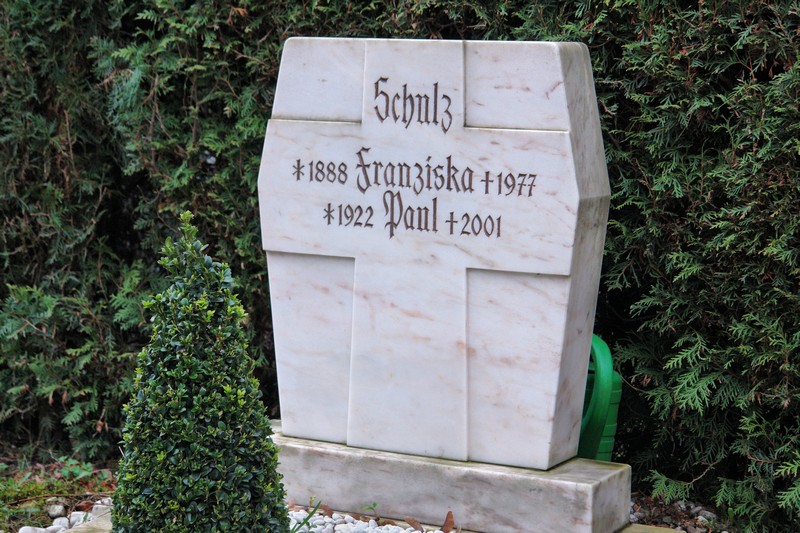 Schulz
*1888 Franziska †1977
*1922 Paul †2001